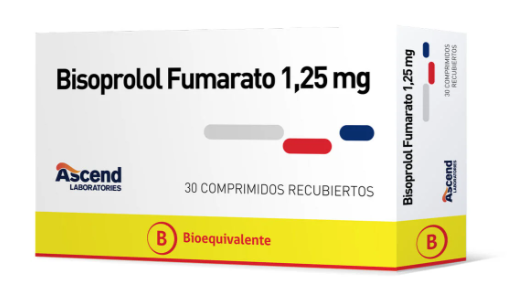 Bisoprolol Fumarato 1,25 mg
Ascend
LABORATORIES
30 COMPRIMIDOS RECUBIERTOS
B Bioequivalente
Bisoprolol Fumarato 1,25 mg
30 COMPRIMIDOS
RECUBIERTOS
Ascend
LABORATORIES
B